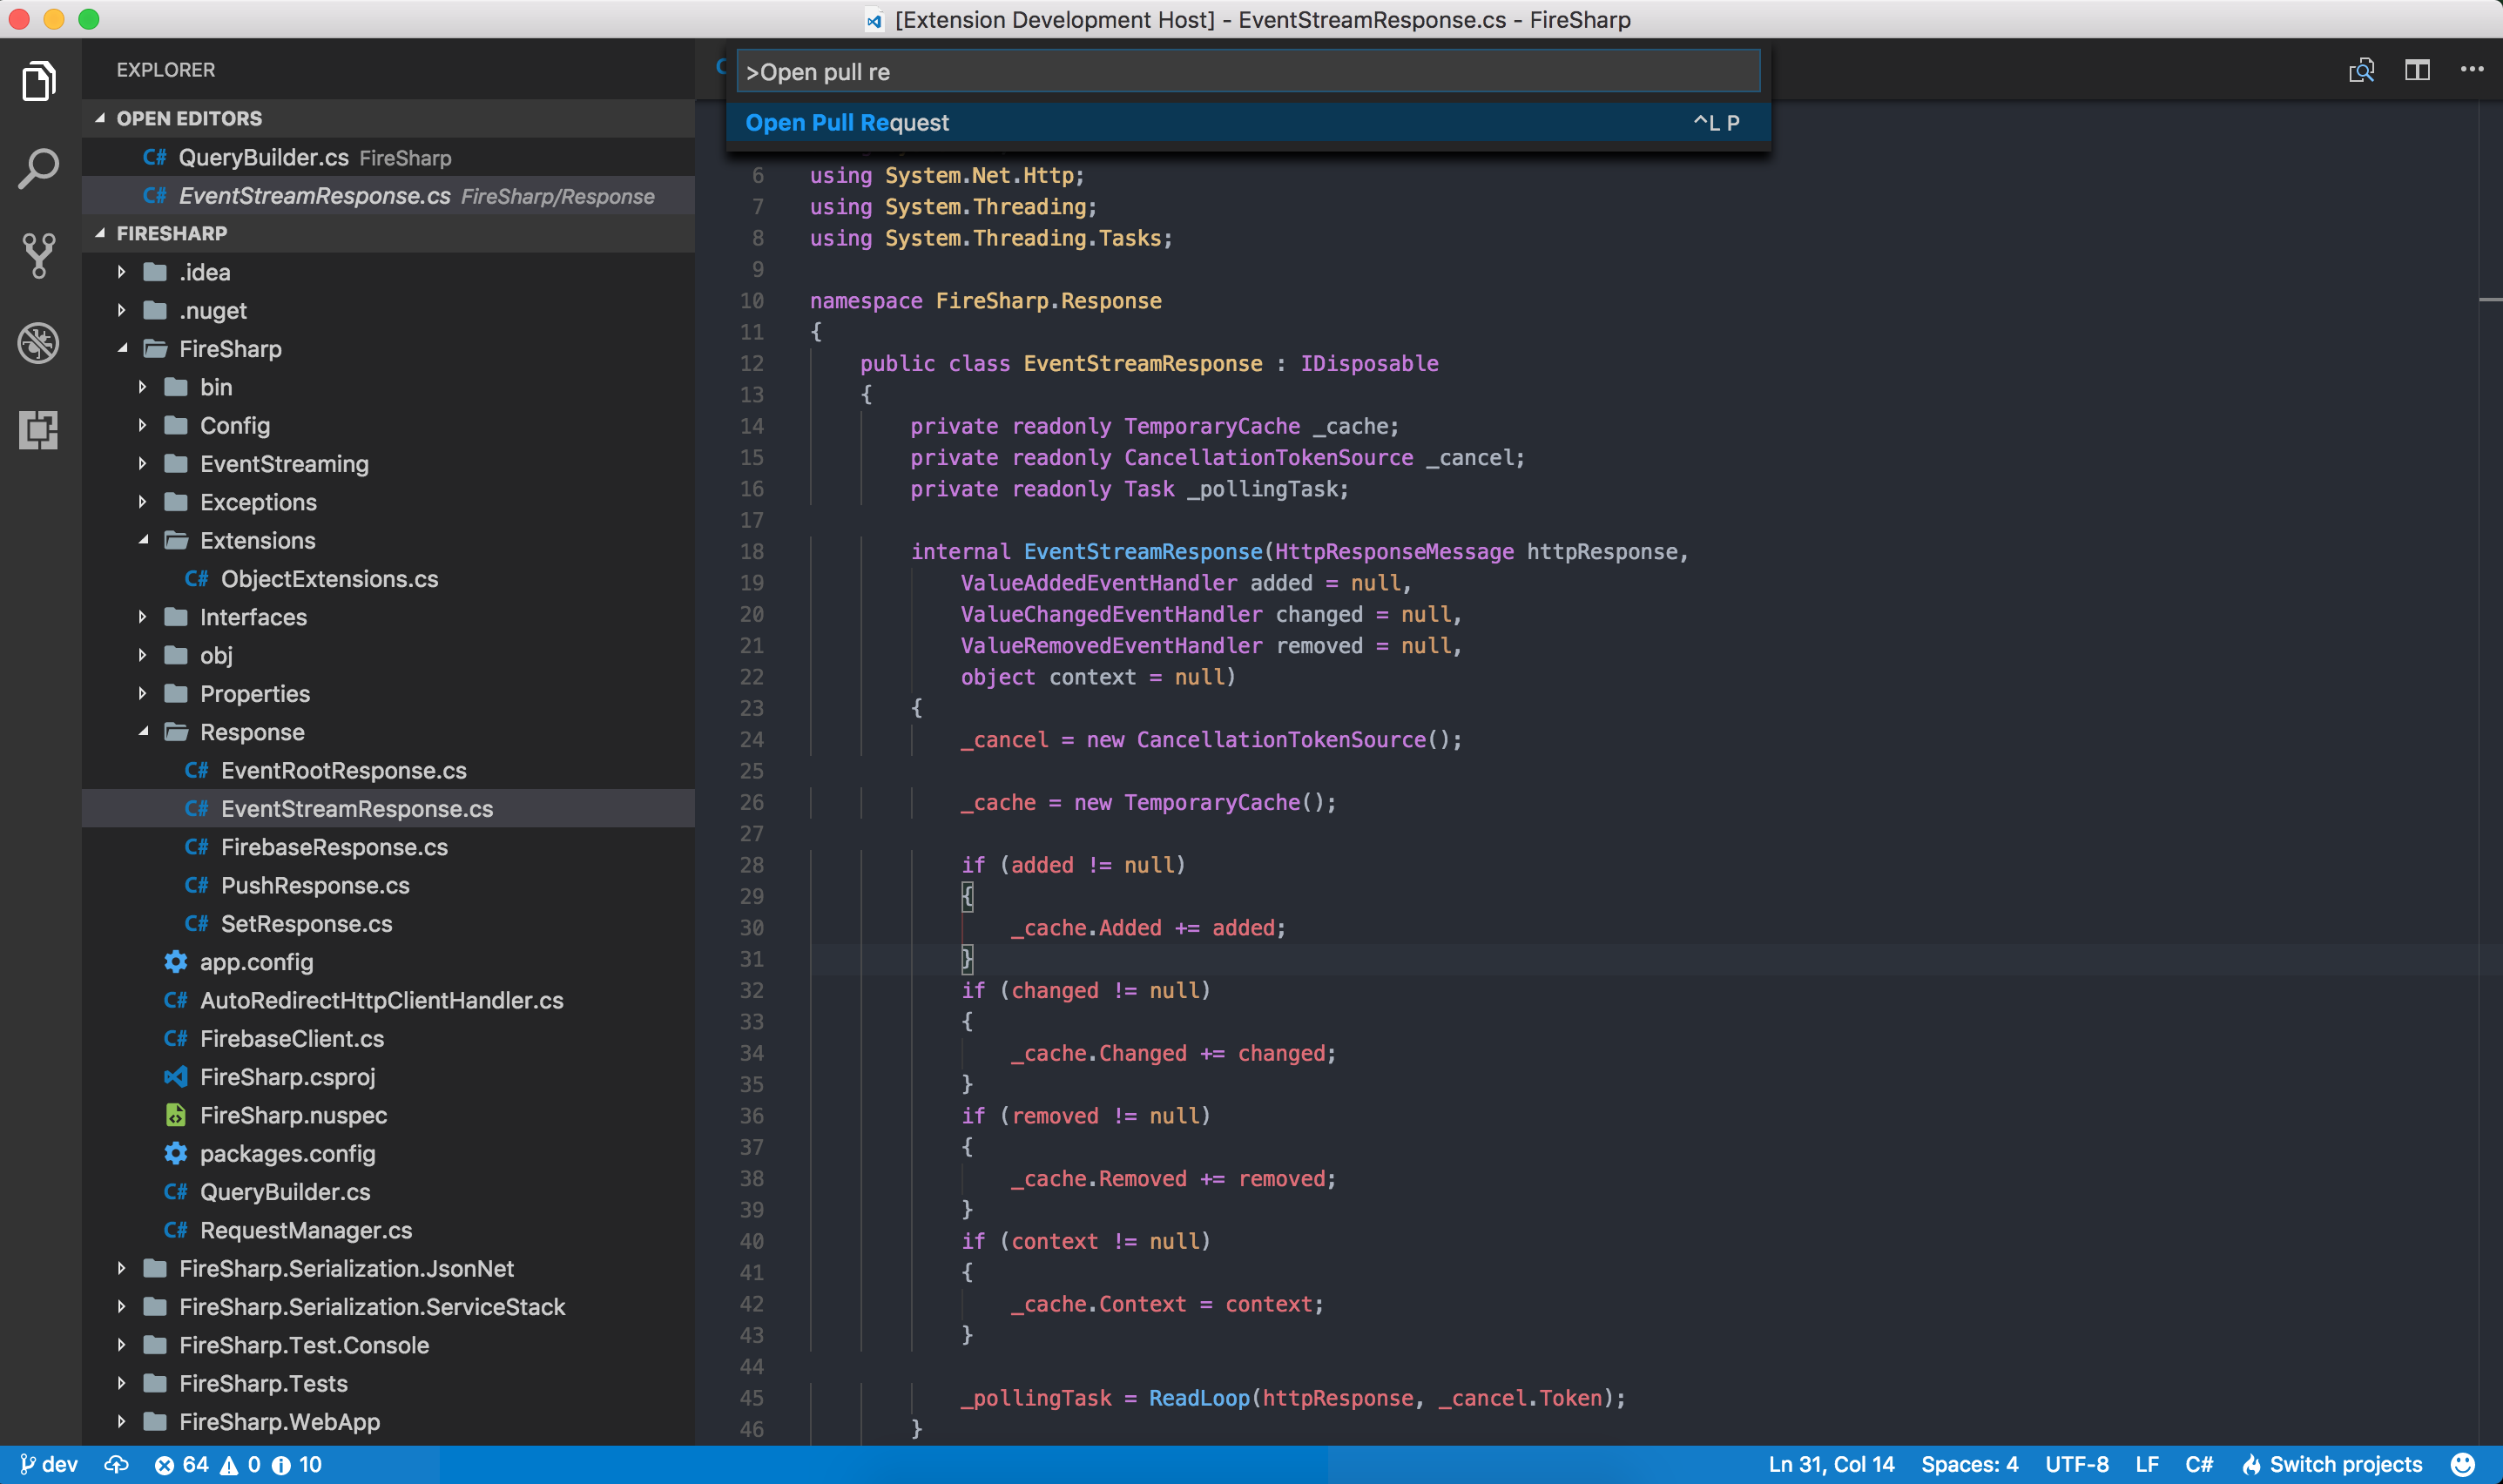 [Extension Development Host] - EventStreamResponse.cs - FireSharp
EXPLORER
OPEN EDITORS
C# QueryBuilder.cs FireSharp
C# EventStreamResponse.cs FireSharp/Response
FIRESHARP
.idea
.nuget
FireSharp
bin
Config
EventStreaming
Exceptions
Extensions
C# ObjectExtensions.cs
Interfaces
obj
Properties
Response
C# EventRootResponse.cs
C# EventStreamResponse.cs
C# FirebaseResponse.cs
C# PushResponse.cs
C# SetResponse.cs
app.config
C# AutoRedirectHttpClientHandler.cs
C# FirebaseClient.cs
FireSharp.csproj
FireSharp.nuspec
packages.config
C# QueryBuilder.cs
C# RequestManager.cs
FireSharp.Serialization.JsonNet
FireSharp.Serialization.ServiceStack
FireSharp.Test.Console
FireSharp.Tests
FireSharp.WebApp
>Open pull re
Open Pull Request ^L P
6 using System.Net.Http;
7 using System.Threading;
8 using System.Threading.Tasks;
9
10 namespace FireSharp.Response
11 {
12 public class EventStreamResponse : IDisposable
13 {
14 private readonly TemporaryCache _cache;
15 private readonly CancellationTokenSource _cancel;
16 private readonly Task _pollingTask;
17
18 internal EventStreamResponse(HttpResponseMessage httpResponse,
19 ValueAddedEventHandler added = null,
20 ValueChangedEventHandler changed = null,
21 ValueRemovedEventHandler removed = null,
22 object context = null)
23 {
24 _cancel = new CancellationTokenSource();
25
26 _cache = new TemporaryCache();
27
28 if (added != null)
29 {
30 _cache.Added += added;
31 }
32 if (changed != null)
33 {
34 _cache.Changed += changed;
35 }
36 if (removed != null)
37 {
38 _cache.Removed += removed;
39 }
40 if (context != null)
41 {
42 _cache.Context = context;
43 }
44
45 _pollingTask = ReadLoop(httpResponse, _cancel.Token);
46 }
dev 64 0 10 Ln 31, Col 14 Spaces: 4 UTF-8 LF C# Switch projects